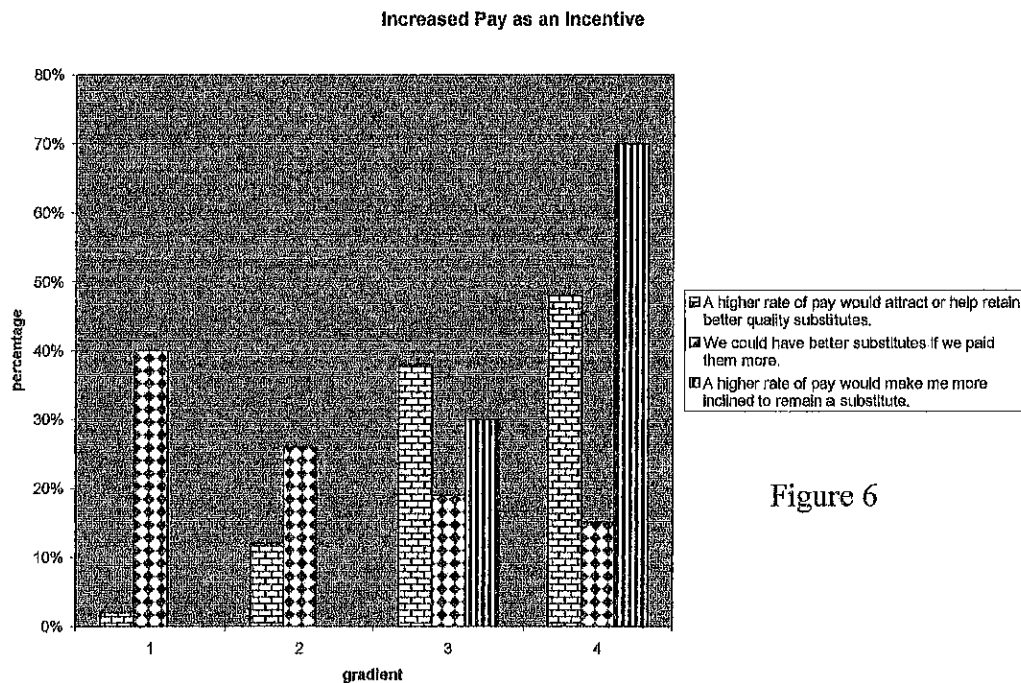 Increased Pay as an Incentive
80%
70%
60%
50%
40%
30%
20%
10%
0%
percentage
1
2
3
4
gradient
A higher rate of pay would attract or help retain
better quality substitutes.
We could have better substitutes if we paid
them more.
A higher rate of pay would make me more
inclined to remain a substitute.
Figure 6